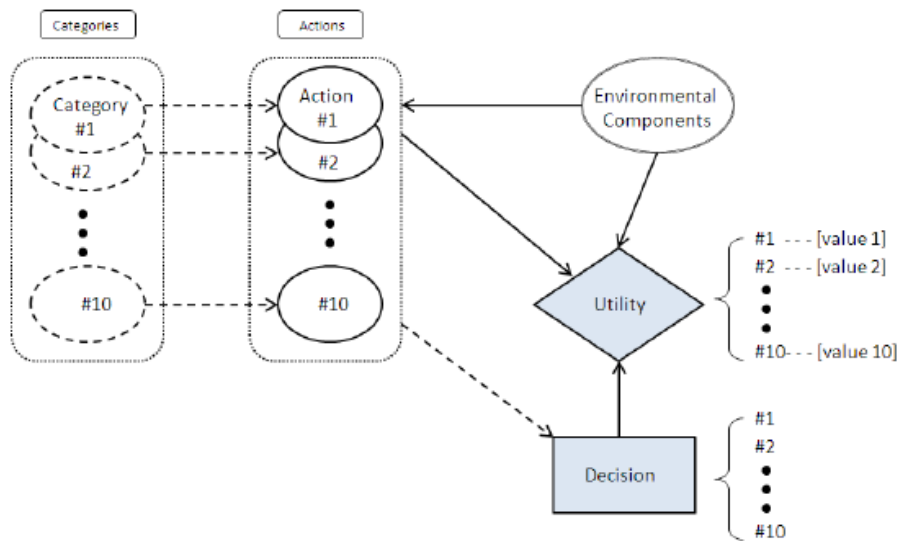 Categories
Actions
Category
#1
#2
#10
Action
#1
#2
#10
Environmental
Components
Utility
#1 - - - - [value 1]
#2 - - - [value 2]
#10 - - - [value 10]
Decision
#1
#2
#10